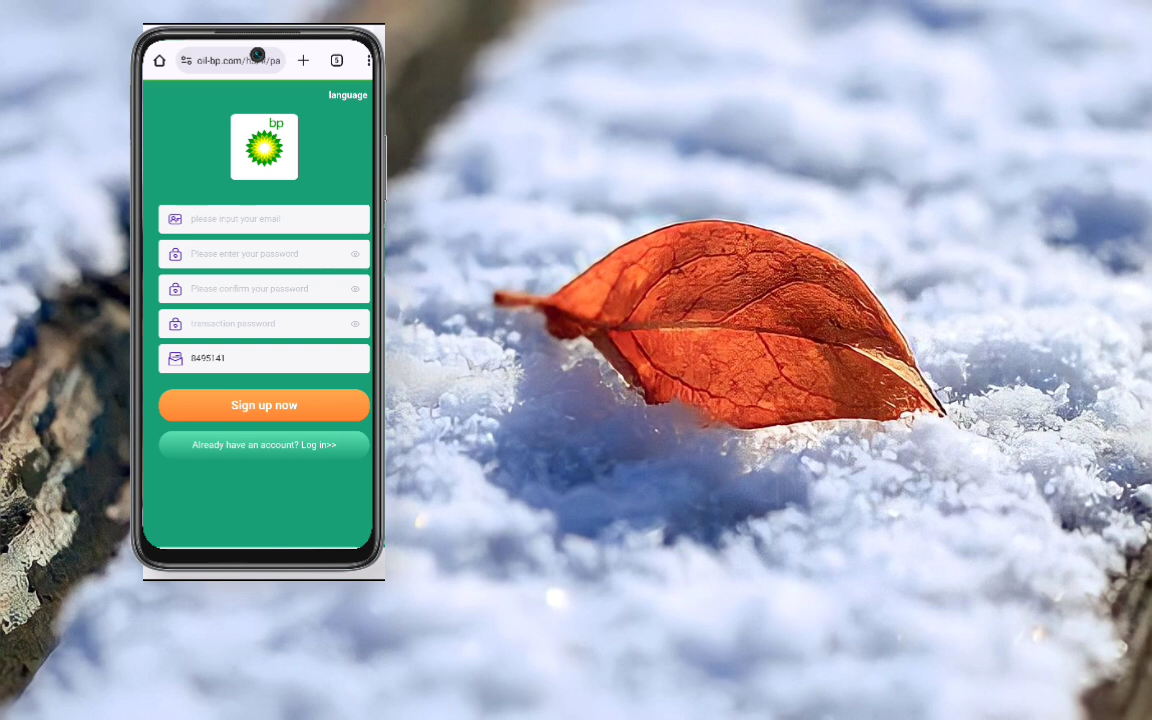 oil-bp.com/
/pa
5
language
bp
please input your email
Please enter your password
Please confirm your password
transaction password
8495141
Sign up now
Already have an account? Log in>>